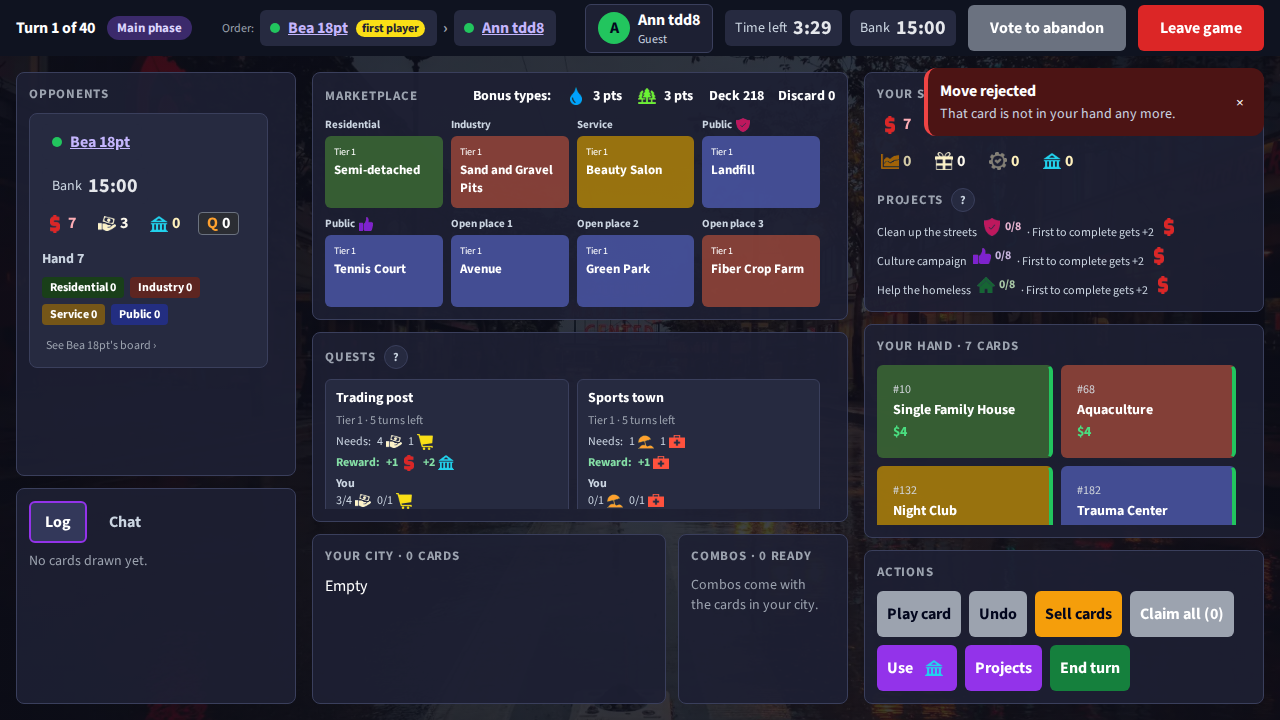 Turn 1 of 40
Main phase
Order:
Bea 18pt
first player
›
Ann tdd8
A
Ann tdd8
Guest
Time left 3:29
Bank 15:00
Vote to abandon
Leave game
OPPONENTS
Bea 18pt
Bank 15:00
7
3
0
Q 0
Hand 7
Residential 0
Industry 0
Service 0
Public 0
See Bea 18pt's board ›
Log
Chat
No cards drawn yet.
MARKETPLACE
Bonus types:
3 pts
3 pts
Deck 218
Discard 0
Residential
Industry
Service
Public
Tier 1
Semi-detached
Tier 1
Sand and Gravel
Pits
Tier 1
Beauty Salon
Tier 1
Landfill
Public
Open place 1
Open place 2
Open place 3
Tier 1
Tennis Court
Tier 1
Avenue
Tier 1
Green Park
Tier 1
Fiber Crop Farm
QUESTS
?
Trading post
Tier 1 · 5 turns left
Needs: 4 1
Reward: +1 +2
You
3/4 0/1
Sports town
Tier 1 · 5 turns left
Needs: 1 1
Reward: +1
You
0/1 0/1
YOUR CITY · 0 CARDS
Empty
COMBOS · 0 READY
Combos come with
the cards in your city.
YOUR S
Move rejected
That card is not in your hand any more.
×
7
0
0
0
0
PROJECTS
?
Clean up the streets 0/8 · First to complete gets +2
Culture campaign 0/8 · First to complete gets +2
Help the homeless 0/8 · First to complete gets +2
YOUR HAND · 7 CARDS
#10
Single Family House
$4
#68
Aquaculture
$4
#132
Night Club
#182
Trauma Center
ACTIONS
Play card
Undo
Sell cards
Claim all (0)
Use
Projects
End turn